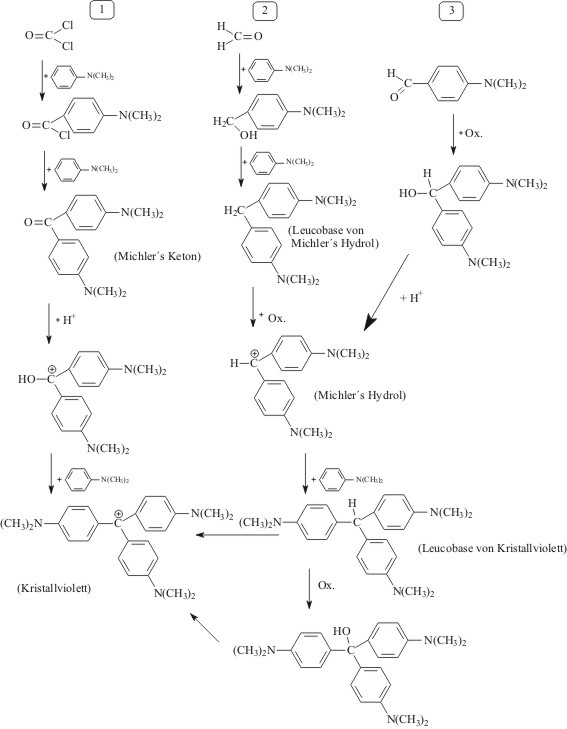 1
2
3
Cl
O=C
Cl
+ N(CH₃)₂
N(CH₃)₂
O=C
Cl
+ N(CH₃)₂
O=C
N(CH₃)₂
(Michler´s Keton)
N(CH₃)₂
+ H⁺
HO C ⊕
N(CH₃)₂
N(CH₃)₂
+ N(CH₃)₂
(CH₃)₂N
C ⊕
N(CH₃)₂
N(CH₃)₂
(Kristallviolett)
H
C=O
H
+ N(CH₃)₂
H₂C
OH
N(CH₃)₂
+ N(CH₃)₂
H₂C
N(CH₃)₂
(Leucobase von
Michler´s Hydrol)
N(CH₃)₂
+ Ox.
H C ⊕
N(CH₃)₂
(Michler´s Hydrol)
N(CH₃)₂
+ N(CH₃)₂
(CH₃)₂N
H
C
N(CH₃)₂
(Leucobase von Kristallviolett)
N(CH₃)₂
Ox.
HO
(CH₃)₂N
C
N(CH₃)₂
N(CH₃)₂
H
C
O
N(CH₃)₂
+ Ox.
H
HO C
N(CH₃)₂
N(CH₃)₂
+ H⁺